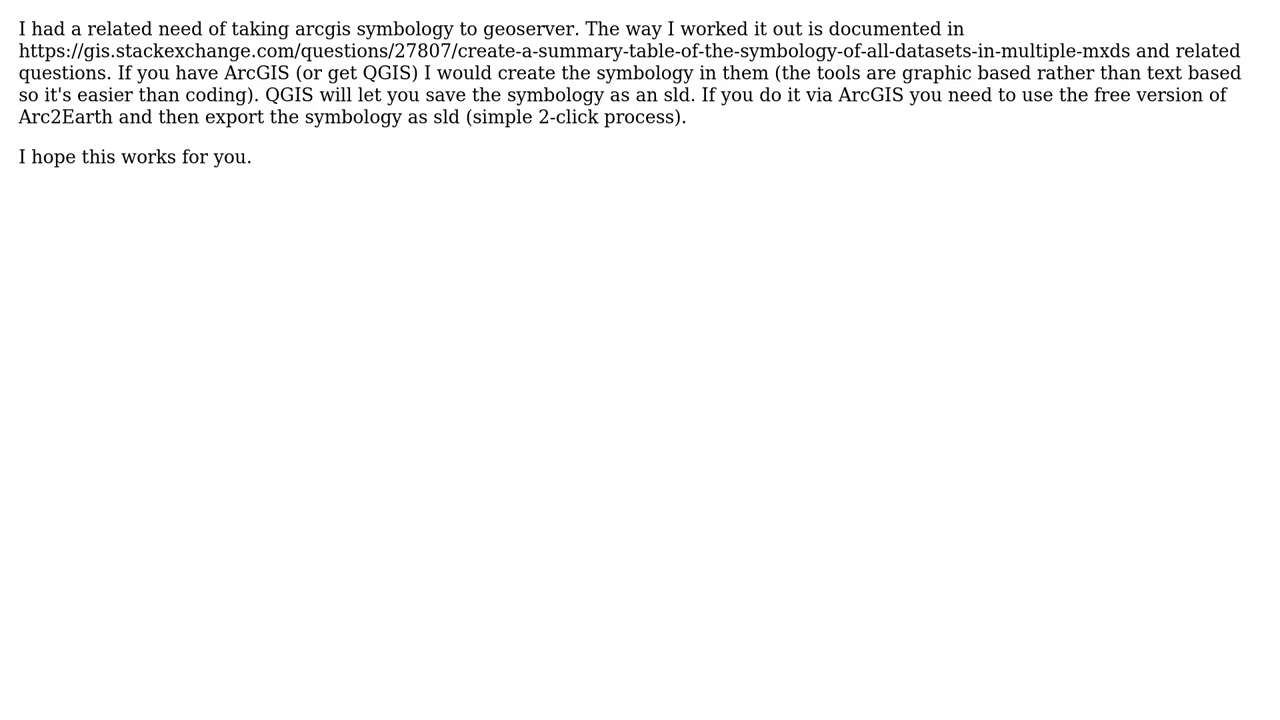 I had a related need of taking arcgis symbology to geoserver. The way I worked it out is documented in
https://gis.stackexchange.com/questions/27807/create-a-summary-table-of-the-symbology-of-all-datasets-in-multiple-mxds and related
questions. If you have ArcGIS (or get QGIS) I would create the symbology in them (the tools are graphic based rather than text based
so it's easier than coding). QGIS will let you save the symbology as an sld. If you do it via ArcGIS you need to use the free version of
Arc2Earth and then export the symbology as sld (simple 2-click process).
I hope this works for you.